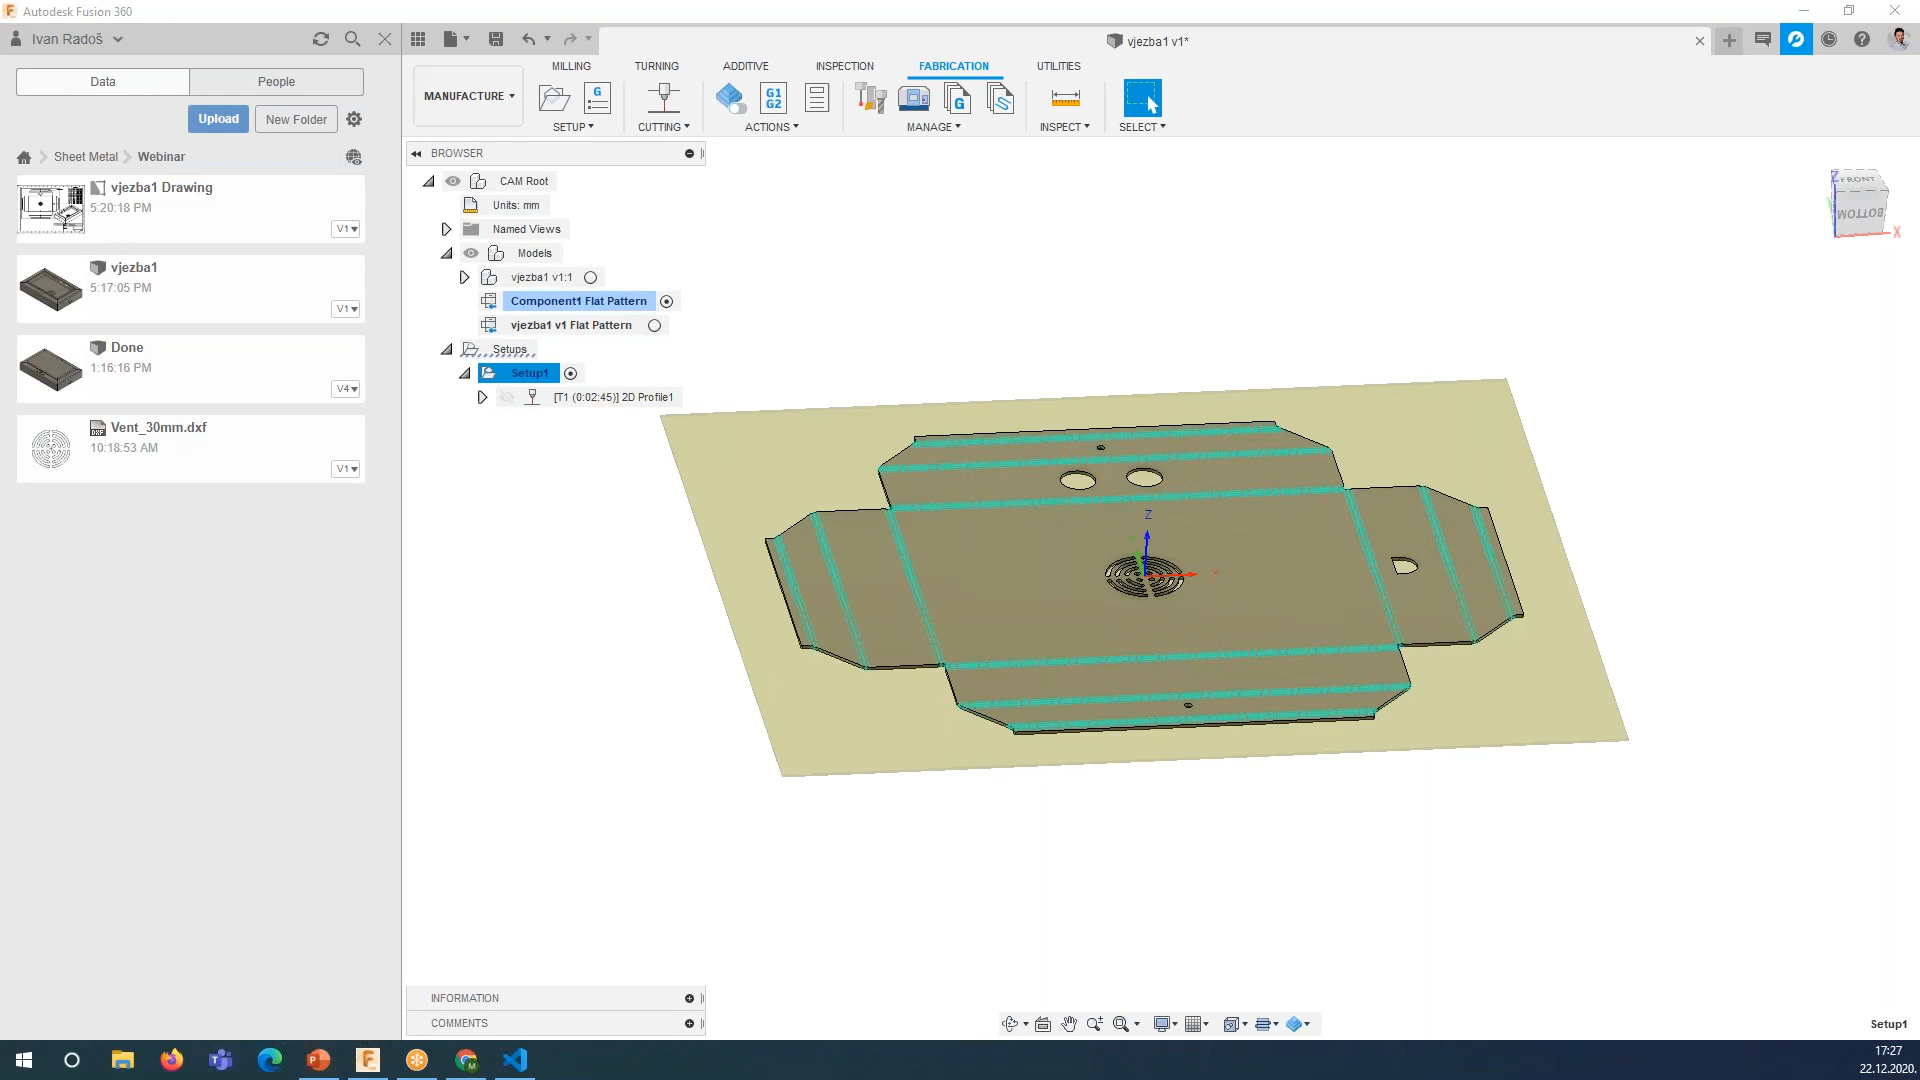 Autodesk Fusion 360
Ivan Radoš
vjezba1 v1*
Data
People
Upload
New Folder
Sheet Metal
Webinar
vjezba1 Drawing
5:20:18 PM
V1
vjezba1
5:17:05 PM
V1
Done
1:16:16 PM
V4
Vent_30mm.dxf
10:18:53 AM
V1
MILLING
TURNING
ADDITIVE
INSPECTION
FABRICATION
UTILITIES
MANUFACTURE
G
G1
G2
G
SETUP
CUTTING
ACTIONS
MANAGE
INSPECT
SELECT
BROWSER
CAM Root
Units: mm
Named Views
Models
vjezba1 v1:1
Component1 Flat Pattern
vjezba1 v1 Flat Pattern
Setups
Setup1
[T1 (0:02:45)] 2D Profile1
Z
FRONT
BOTTOM
X
Z
X
INFORMATION
COMMENTS
Setup1
17:27
22.12.2020.